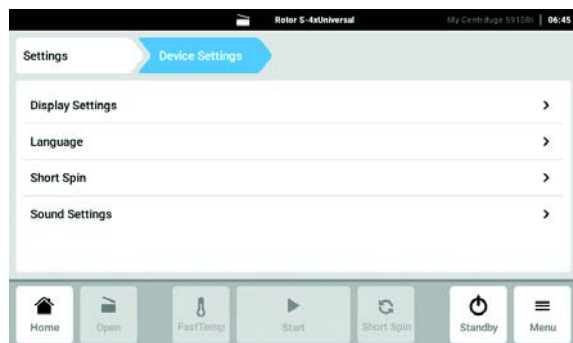 Rotor S-4xUniversal My Centrifuge 5910Ri 06:45
Settings Device Settings
Display Settings
Language
Short Spin
Sound Settings
Home Open FastTemp Start Short Spin Standby Menu